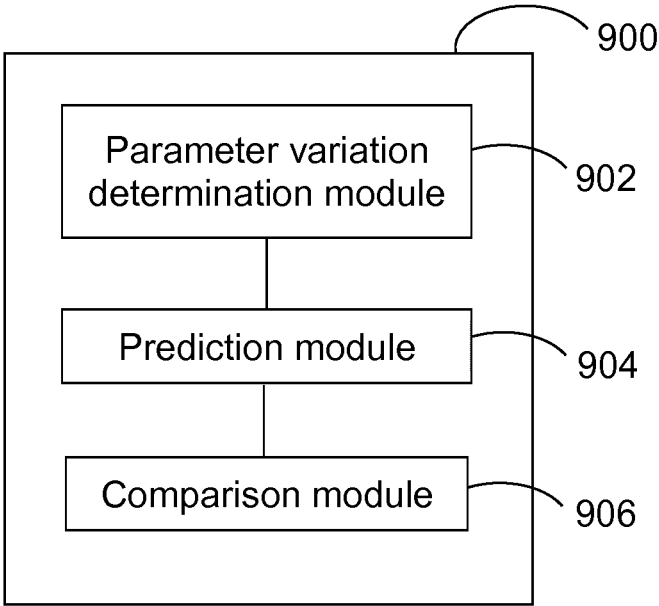 900
Parameter variation
determination module
902
Prediction module
904
Comparison module
906